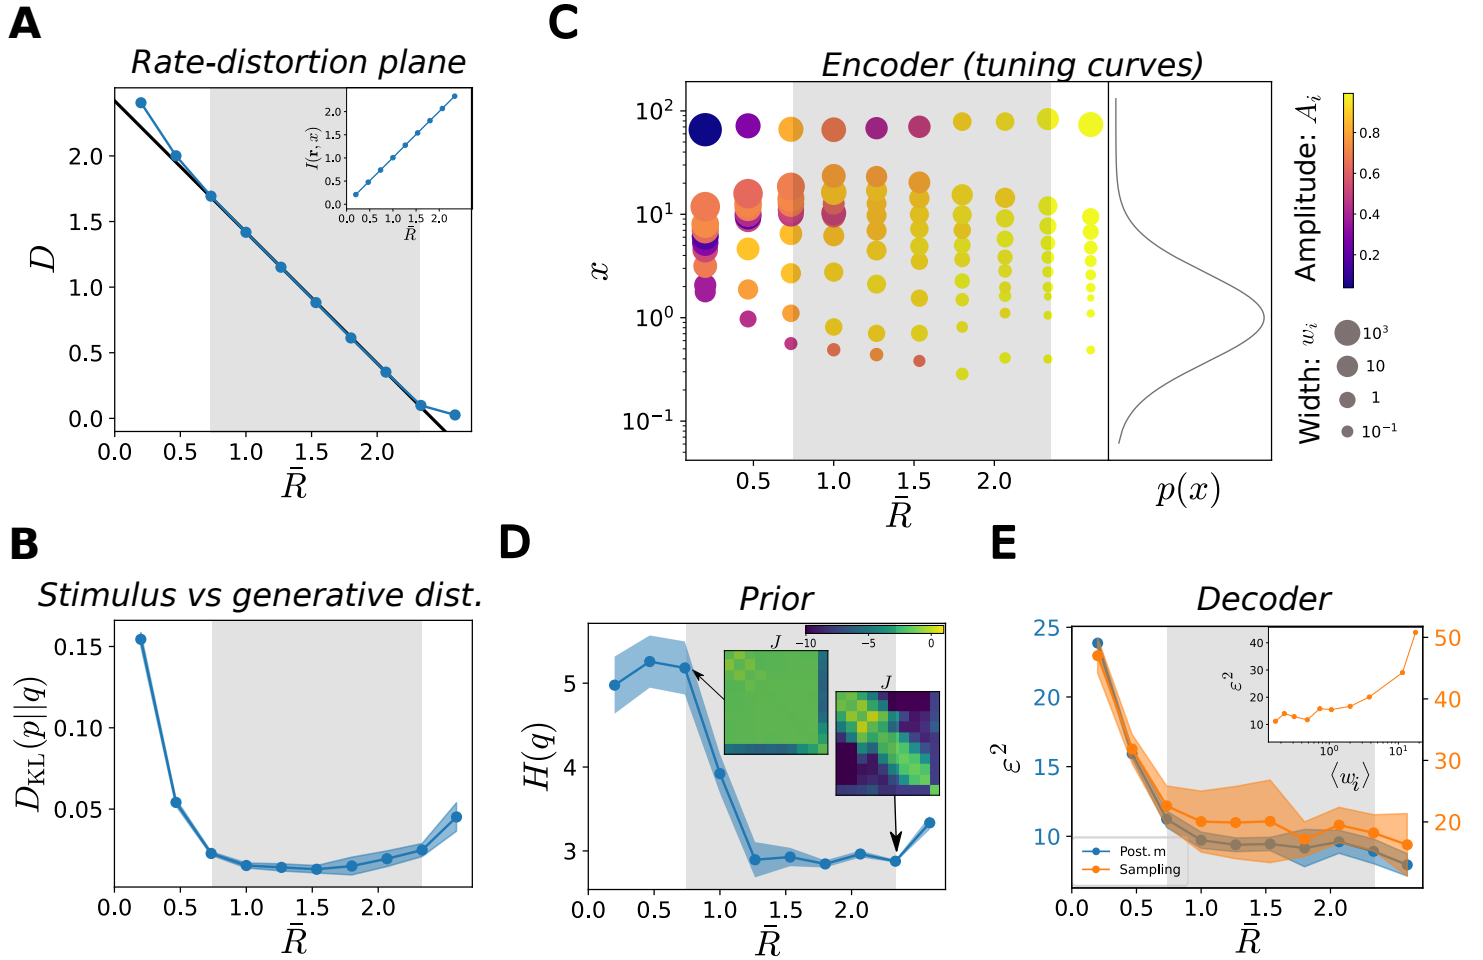 A
Rate-distortion plane
D
2.0
1.5
1.0
0.5
0.0
0.0 0.5 1.0 1.5 2.0
R̄
I(r, x)
2.0
1.5
1.0
0.5
0.0
0.0 0.5 1.0 1.5 2.0
R̄
C
Encoder (tuning curves)
x
10²
10¹
10⁰
10⁻¹
0.5 1.0 1.5 2.0
R̄
p(x)
Amplitude: Aᵢ
0.8
0.6
0.4
0.2
Width: wᵢ
10³
10
1
10⁻¹
B
Stimulus vs generative dist.
D_KL(p||q)
0.15
0.10
0.05
0.0 0.5 1.0 1.5 2.0
R̄
D
Prior
H(q)
5
4
3
0.0 0.5 1.0 1.5 2.0
R̄
J
−10 0
J
E
Decoder
ε²
25
20
15
10
50
40
30
20
0.0 0.5 1.0 1.5 2.0
R̄
Post. m
Sampling
ε²
40
30
20
10
10⁰ 10¹
⟨wᵢ⟩